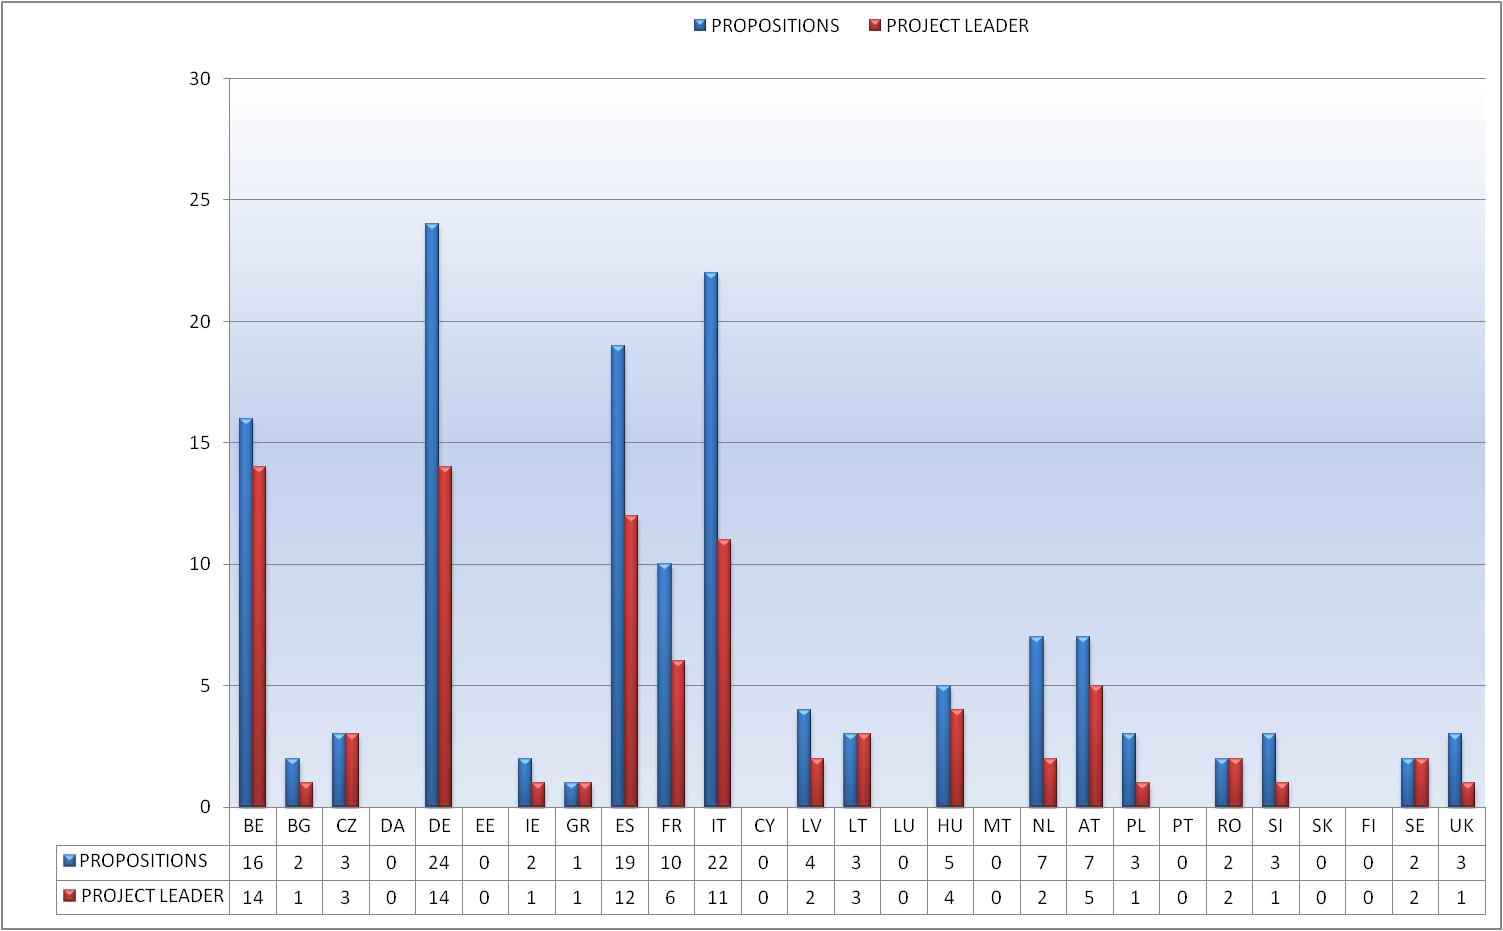 PROPOSITIONS PROJECT LEADER
30
25
20
15
10
5
0
BE BG CZ DA DE EE IE GR ES FR IT CY LV LT LU HU MT NL AT PL PT RO SI SK FI SE UK
PROPOSITIONS 16 2 3 0 24 0 2 1 19 10 22 0 4 3 0 5 0 7 7 3 0 2 3 0 0 2 3
PROJECT LEADER 14 1 3 0 14 0 1 1 12 6 11 0 2 3 0 4 0 2 5 1 0 2 1 0 0 2 1